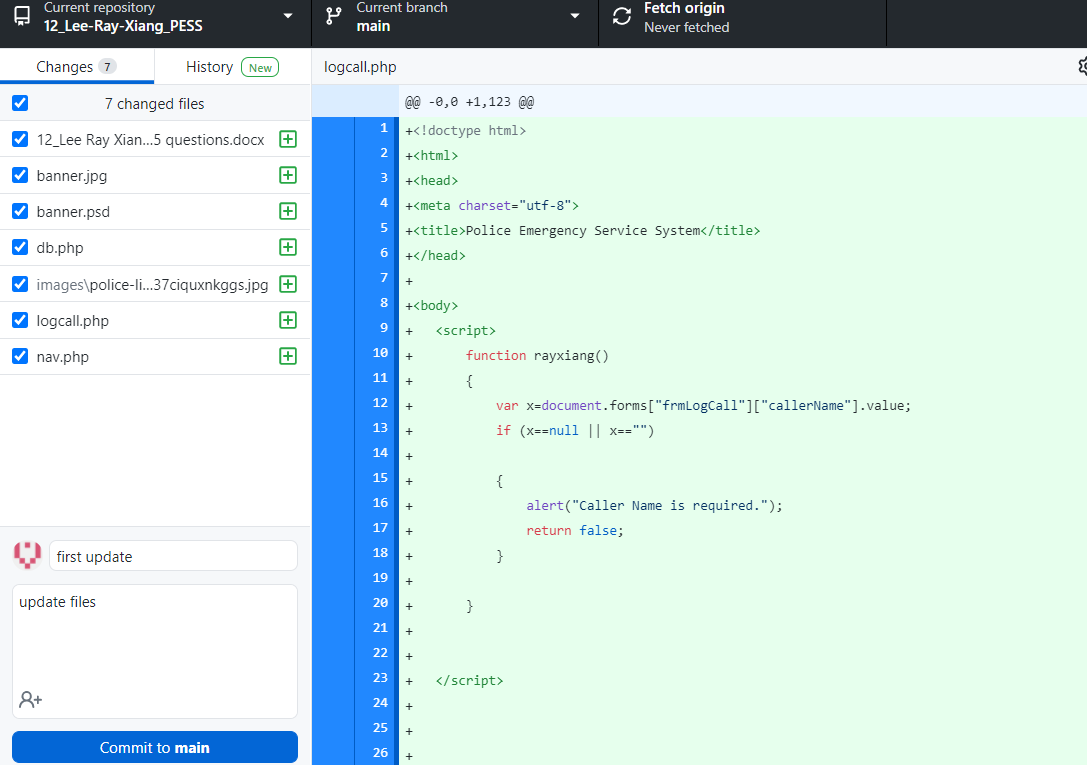 Current repository
12_Lee-Ray-Xiang_PESS
Current branch
main
Fetch origin
Never fetched
Changes 7
History New
logcall.php
7 changed files
12_Lee Ray Xian...5 questions.docx
banner.jpg
banner.psd
db.php
images\police-li...37ciquxnkggs.jpg
logcall.php
nav.php
first update
update files
Commit to main
@@ -0,0 +1,123 @@
1 +<!doctype html>
2 +<html>
3 +<head>
4 +<meta charset="utf-8">
5 +<title>Police Emergency Service System</title>
6 +</head>
7 +
8 +<body>
9 +   <script>
10 +       function rayxiang()
11 +       {
12 +           var x=document.forms["frmLogCall"]["callerName"].value;
13 +           if (x==null || x=="")
14 +
15 +           {
16 +               alert("Caller Name is required.");
17 +               return false;
18 +           }
19 +
20 +       }
21 +
22 +
23 +   </script>
24 +
25 +
26 +